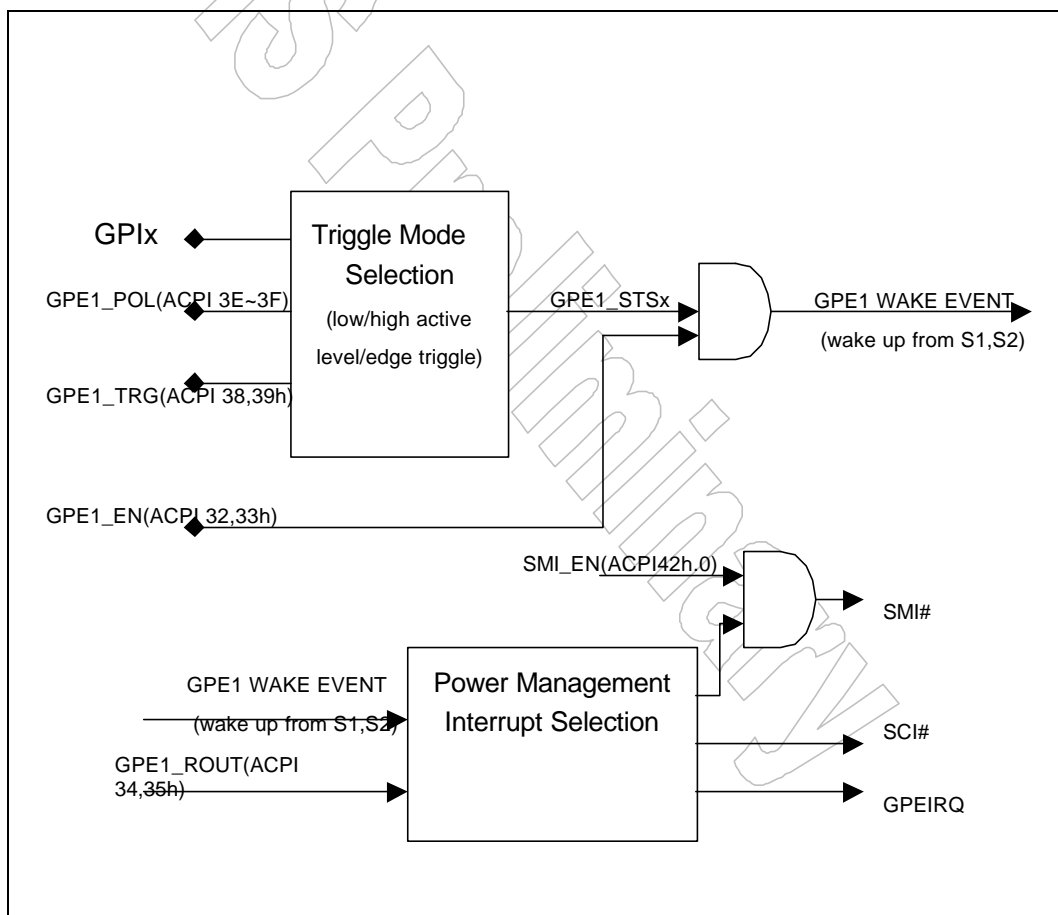 S Preliminary
GPIx
Triggle Mode
Selection
(low/high active
level/edge triggle)
GPE1_POL(ACPI 3E~3F)
GPE1_TRG(ACPI 38,39h)
GPE1_EN(ACPI 32,33h)
GPE1_STSx
GPE1 WAKE EVENT
(wake up from S1,S2)
SMI_EN(ACPI42h.0)
SMI#
GPE1 WAKE EVENT
(wake up from S1,S2)
GPE1_ROUT(ACPI
34,35h)
Power Management
Interrupt Selection
SCI#
GPEIRQ